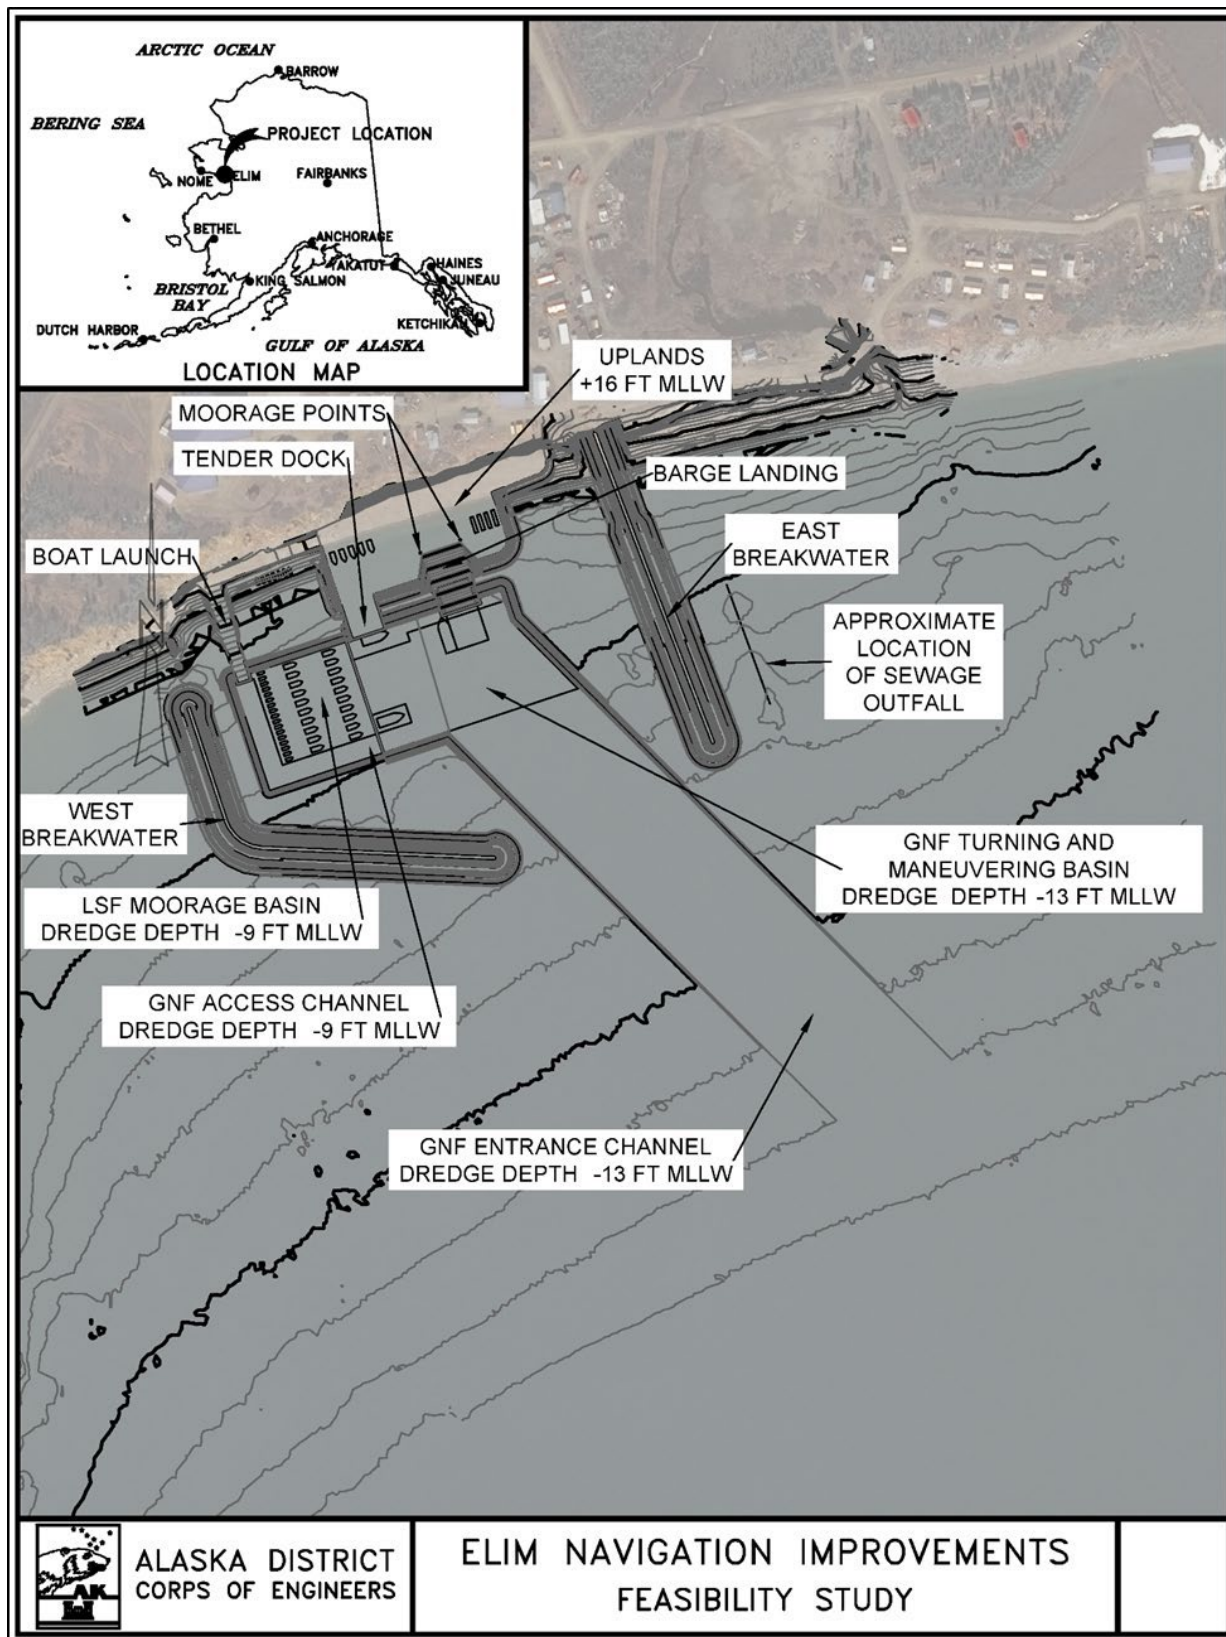 ARCTIC OCEAN
BARROW
BERING SEA
PROJECT LOCATION
NOME
ELIM
FAIRBANKS
BETHEL
ANCHORAGE
YAKATUT
HAINES
JUNEAU
KING SALMON
BRISTOL
BAY
KETCHIKAN
DUTCH HARBOR
GULF OF ALASKA
LOCATION MAP
UPLANDS
+16 FT MLLW
MOORAGE POINTS
TENDER DOCK
BARGE LANDING
BOAT LAUNCH
EAST
BREAKWATER
APPROXIMATE
LOCATION
OF SEWAGE
OUTFALL
WEST
BREAKWATER
GNF TURNING AND
MANEUVERING BASIN
DREDGE DEPTH -13 FT MLLW
LSF MOORAGE BASIN
DREDGE DEPTH -9 FT MLLW
GNF ACCESS CHANNEL
DREDGE DEPTH -9 FT MLLW
GNF ENTRANCE CHANNEL
DREDGE DEPTH -13 FT MLLW
AK
ALASKA DISTRICT
CORPS OF ENGINEERS
ELIM NAVIGATION IMPROVEMENTS
FEASIBILITY STUDY